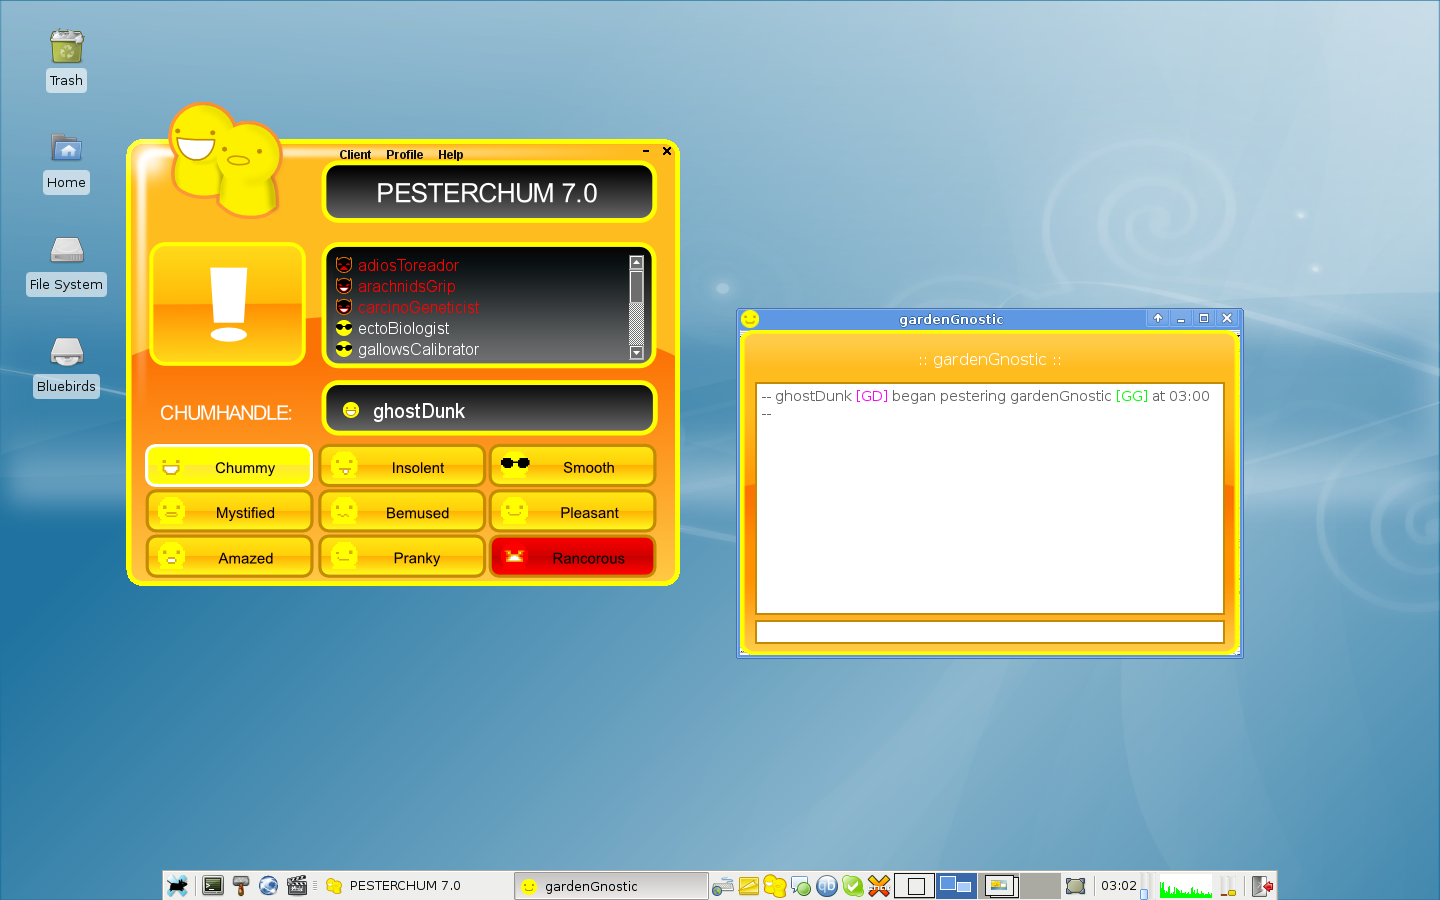 Trash
Home
File System
Bluebirds
Client Profile Help
PESTERCHUM 7.0
adiosToreador
arachnidsGrip
carcinoGeneticist
ectoBiologist
gallowsCalibrator
CHUMHANDLE:
ghostDunk
Chummy
Insolent
Smooth
Mystified
Bemused
Pleasant
Amazed
Pranky
Rancorous
gardenGnostic
:: gardenGnostic ::
-- ghostDunk [GD] began pestering gardenGnostic [GG] at 03:00
--
PESTERCHUM 7.0
gardenGnostic
qb
03:02